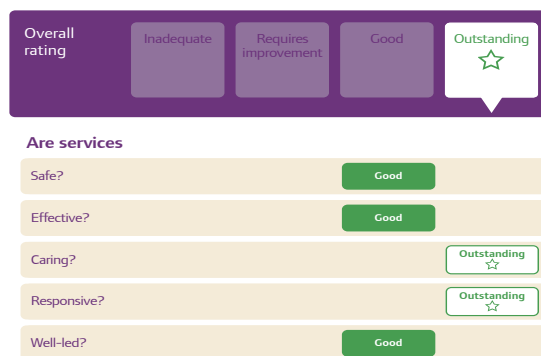 Overall rating
Inadequate
Requires improvement
Good
Outstanding
Are services
Safe? Good
Effective? Good
Caring? Outstanding
Responsive? Outstanding
Well-led? Good